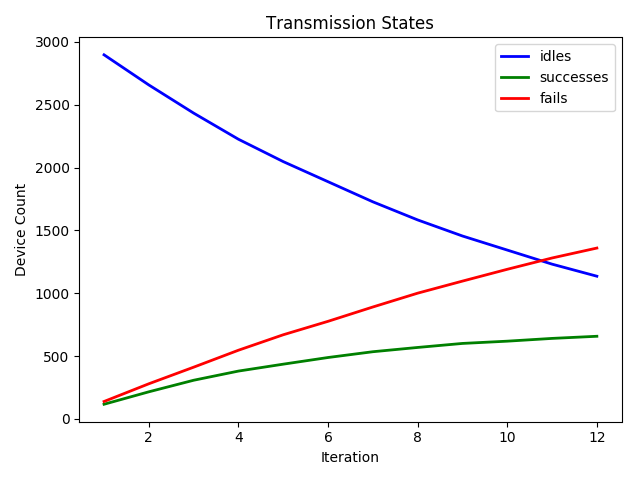 Transmission States
3000
2500
2000
1500
1000
500
0
Device Count
idles
successes
fails
2
4
6
8
10
12
Iteration